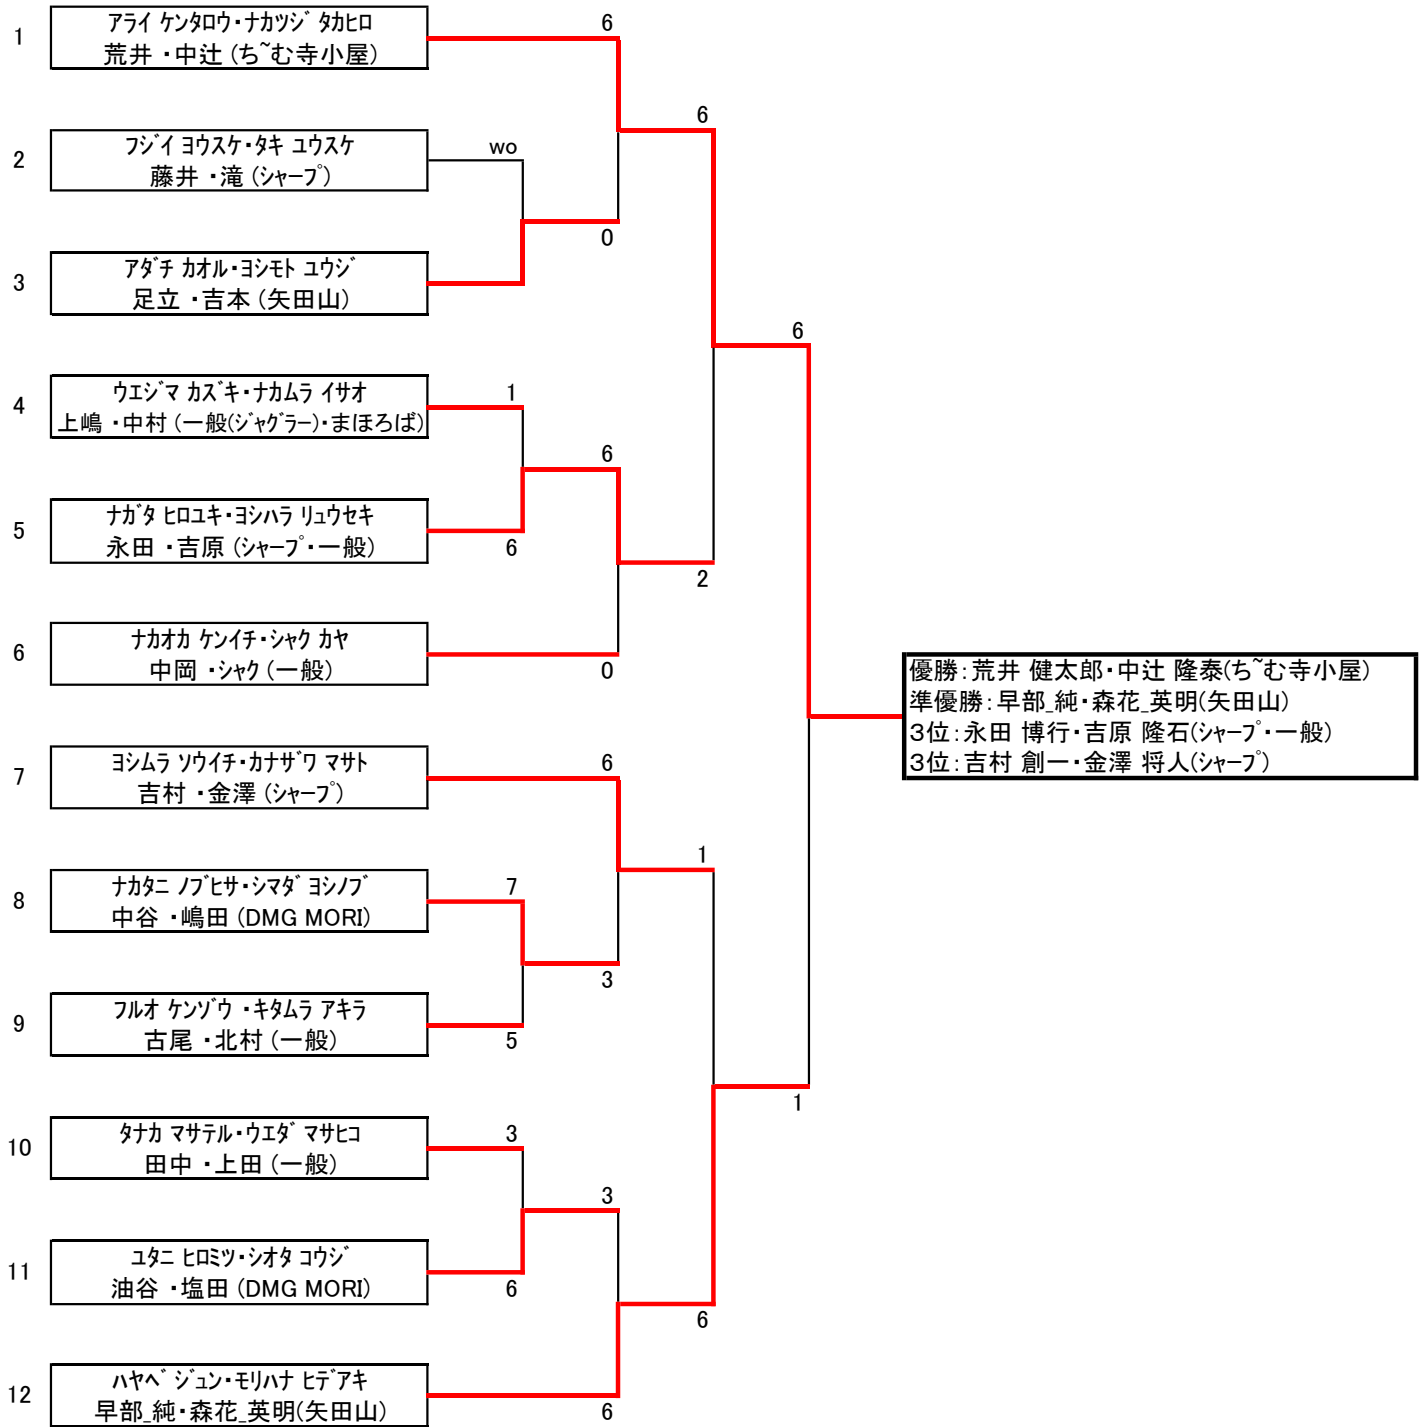 アライ ケンタロウ・ナカツジ タカヒロ
1
荒井 ・中辻 (ち~む寺小屋)
6
6
フジイ ヨウスケ・タキ ユウスケ
2
藤井 ・滝 (シャープ)
wo
0
アダチ カオル・ヨシモト ユウジ
3
足立 ・吉本 (矢田山)
6
ウエジマ カズキ・ナカムラ イサオ
4
上嶋 ・中村 (一般(ジャグラー)・まほろば)
1
6
ナガタ ヒロユキ・ヨシハラ リュウセキ
5
永田 ・吉原 (シャープ・一般)
6
2
ナカオカ ケンイチ・シャク カヤ
6
中岡 ・シャク (一般)
0
優勝:荒井 健太郎・中辻 隆泰(ち~む寺小屋)
準優勝:早部_純・森花_英明(矢田山)
3位:永田 博行・吉原 隆石(シャープ・一般)
3位:吉村 創一・金澤 将人(シャープ)
ヨシムラ ソウイチ・カナザワ マサト
7
吉村 ・金澤 (シャープ)
6
1
ナカタニ ノブヒサ・シマダ ヨシノブ
8
中谷 ・嶋田 (DMG MORI)
7
3
フルオ ケンゾウ ・キタムラ アキラ
9
古尾 ・北村 (一般)
5
1
タナカ マサテル・ウエダ マサヒコ
10
田中 ・上田 (一般)
3
3
ユタニ ヒロミツ・シオタ コウジ
11
油谷 ・塩田 (DMG MORI)
6
6
ハヤベ ジュン・モリハナ ヒデアキ
12
早部_純・森花_英明(矢田山)
6